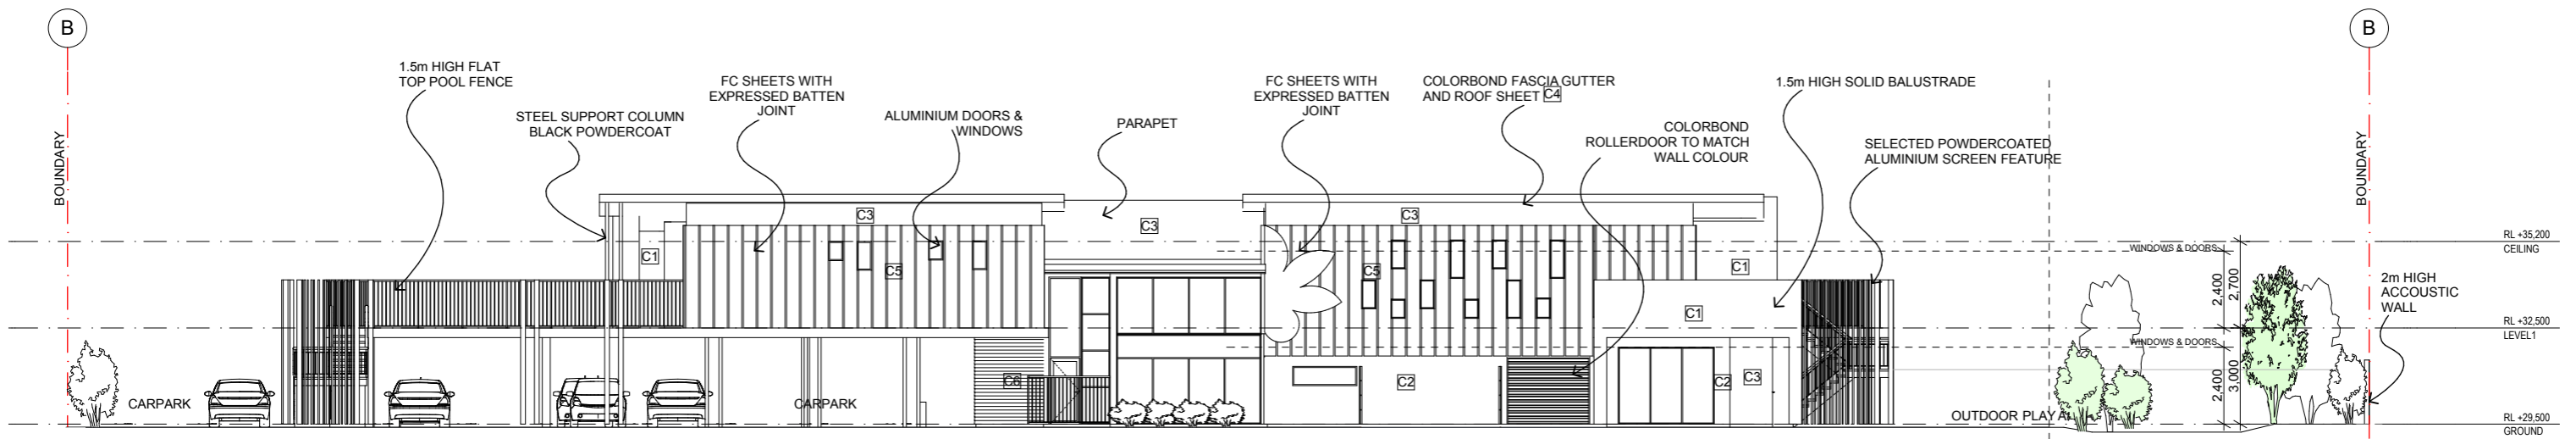 B
B
1.5m HIGH FLAT
TOP POOL FENCE
FC SHEETS WITH
EXPRESSED BATTEN
JOINT
STEEL SUPPORT COLUMN
BLACK POWDERCOAT
ALUMINIUM DOORS &
WINDOWS
PARAPET
FC SHEETS WITH
EXPRESSED BATTEN
JOINT
COLORBOND FASCIA GUTTER
AND ROOF SHEET C4
COLORBOND
ROLLERDOOR TO MATCH
WALL COLOUR
1.5m HIGH SOLID BALUSTRADE
SELECTED POWDERCOATED
ALUMINIUM SCREEN FEATURE
BOUNDARY
BOUNDARY
C3
C3
C3
C1
C5
C5
C1
C1
WINDOWS & DOORS
RL +35,200
CEILING
2,400
2,700
2m HIGH
ACCOUSTIC
WALL
RL +32,500
LEVEL1
WINDOWS & DOORS
C6
C2
C2
C3
2,400
3,000
CARPARK
CARPARK
OUTDOOR PLAY
RL +29,500
GROUND